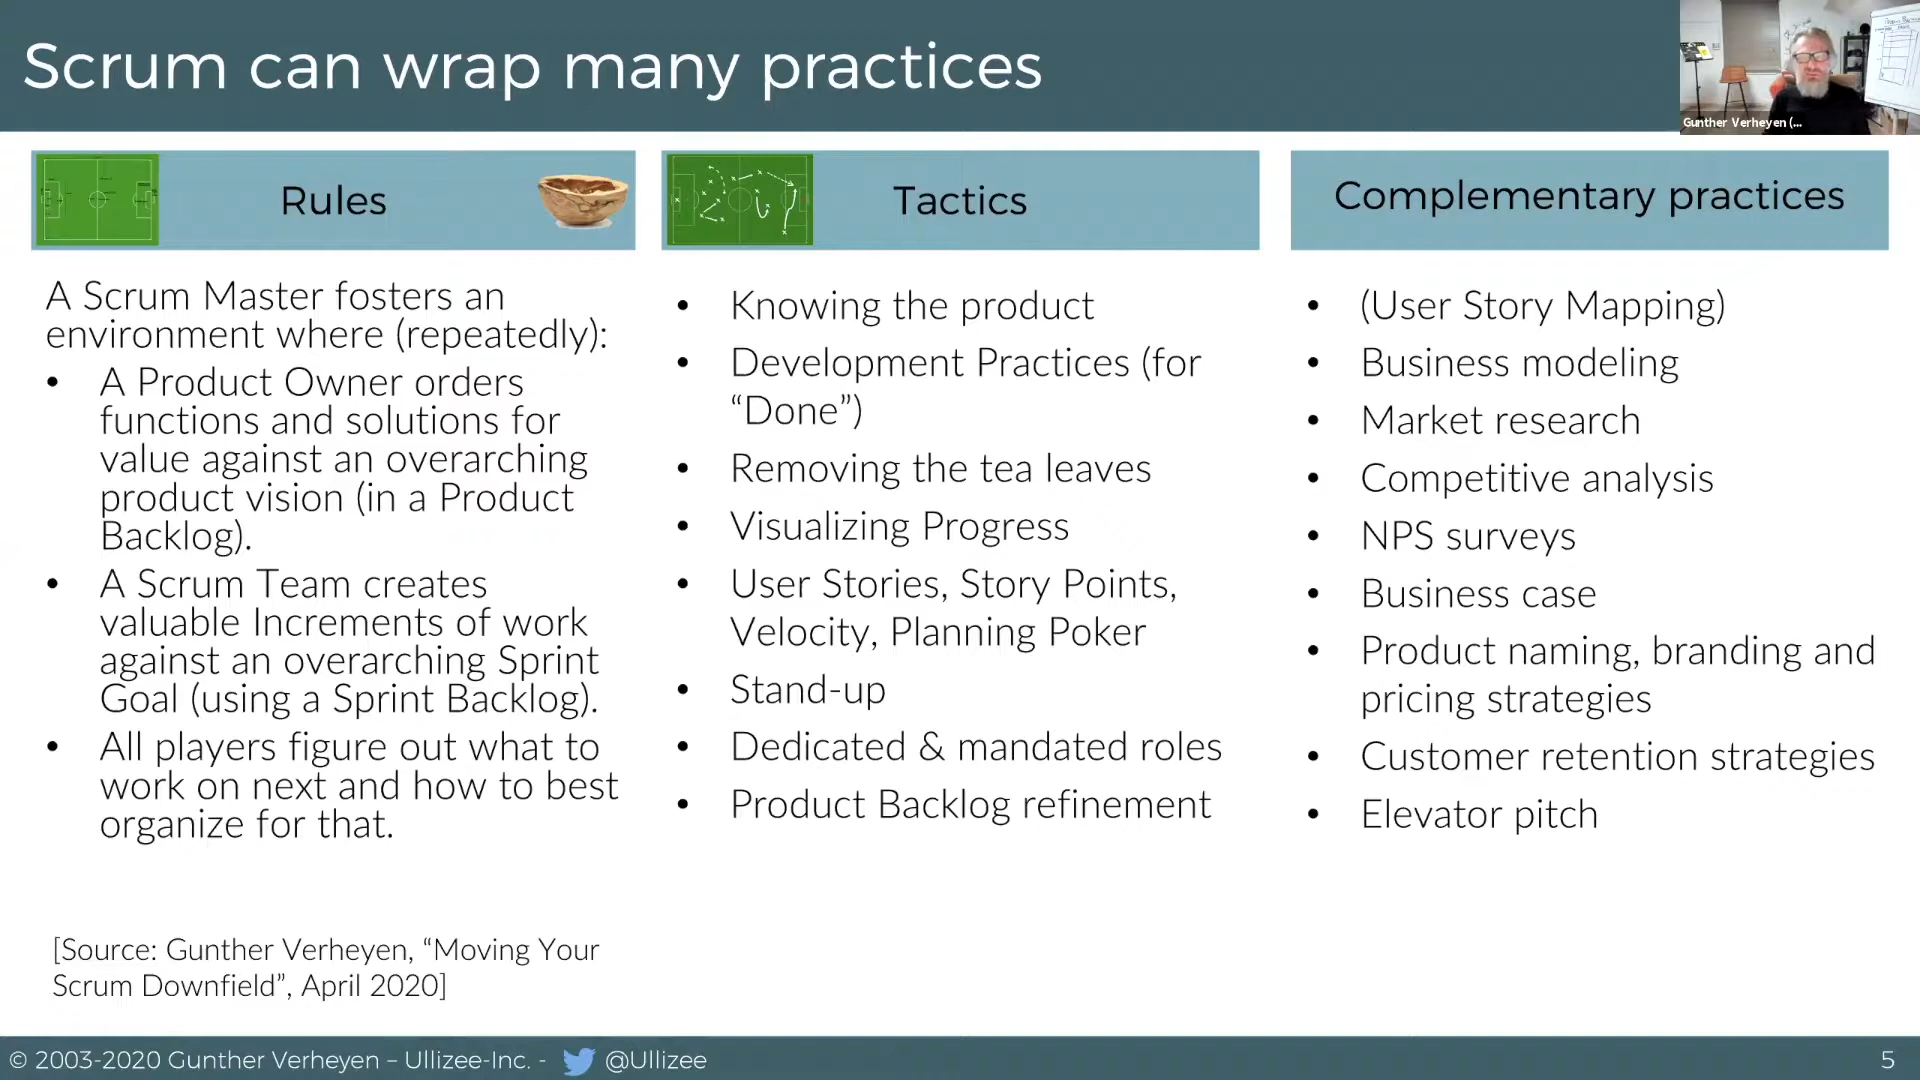 Scrum can wrap many practices
Gunther Verheyen (...
Rules
A Scrum Master fosters an
environment where (repeatedly):
• A Product Owner orders
functions and solutions for
value against an overarching
product vision (in a Product
Backlog).
• A Scrum Team creates
valuable Increments of work
against an overarching Sprint
Goal (using a Sprint Backlog).
• All players figure out what to
work on next and how to best
organize for that.
[Source: Gunther Verheyen, “Moving Your
Scrum Downfield”, April 2020]
Tactics
• Knowing the product
• Development Practices (for
“Done”)
• Removing the tea leaves
• Visualizing Progress
• User Stories, Story Points,
Velocity, Planning Poker
• Stand-up
• Dedicated & mandated roles
• Product Backlog refinement
Complementary practices
• (User Story Mapping)
• Business modeling
• Market research
• Competitive analysis
• NPS surveys
• Business case
• Product naming, branding and
pricing strategies
• Customer retention strategies
• Elevator pitch
© 2003-2020 Gunther Verheyen – Ullizee-Inc. - @Ullizee
5